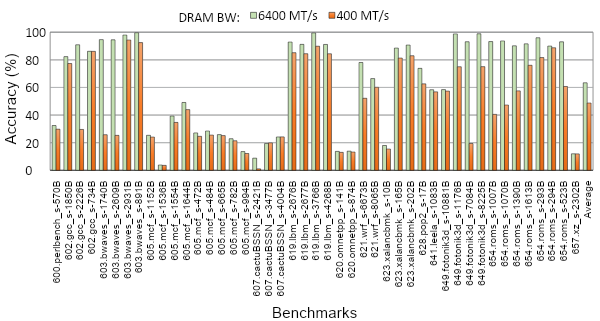 DRAM BW: 6400 MT/s 400 MT/s
Accuracy (%)
100
80
60
40
20
0
600.perlbench_s-570B
602.gcc_s-1850B
602.gcc_s-2226B
602.gcc_s-734B
603.bwaves_s-1740B
603.bwaves_s-2609B
603.bwaves_s-2931B
603.bwaves_s-891B
605.mcf_s-1152B
605.mcf_s-1536B
605.mcf_s-1554B
605.mcf_s-1644B
605.mcf_s-472B
605.mcf_s-484B
605.mcf_s-665B
605.mcf_s-782B
605.mcf_s-994B
607.cactuBSSN_s-2421B
607.cactuBSSN_s-3477B
607.cactuBSSN_s-4004B
619.lbm_s-2676B
619.lbm_s-2677B
619.lbm_s-3766B
619.lbm_s-4268B
620.omnetpp_s-141B
620.omnetpp_s-874B
621.wrf_s-6673B
621.wrf_s-8065B
623.xalancbmk_s-10B
623.xalancbmk_s-165B
623.xalancbmk_s-202B
628.pop2_s-17B
641.leela_s-1083B
649.fotonik3d_s-10881B
649.fotonik3d_s-1176B
649.fotonik3d_s-7084B
649.fotonik3d_s-8225B
654.roms_s-1007B
654.roms_s-1070B
654.roms_s-1390B
654.roms_s-1613B
654.roms_s-293B
654.roms_s-294B
654.roms_s-523B
657.xz_s-2302B
Average
Benchmarks